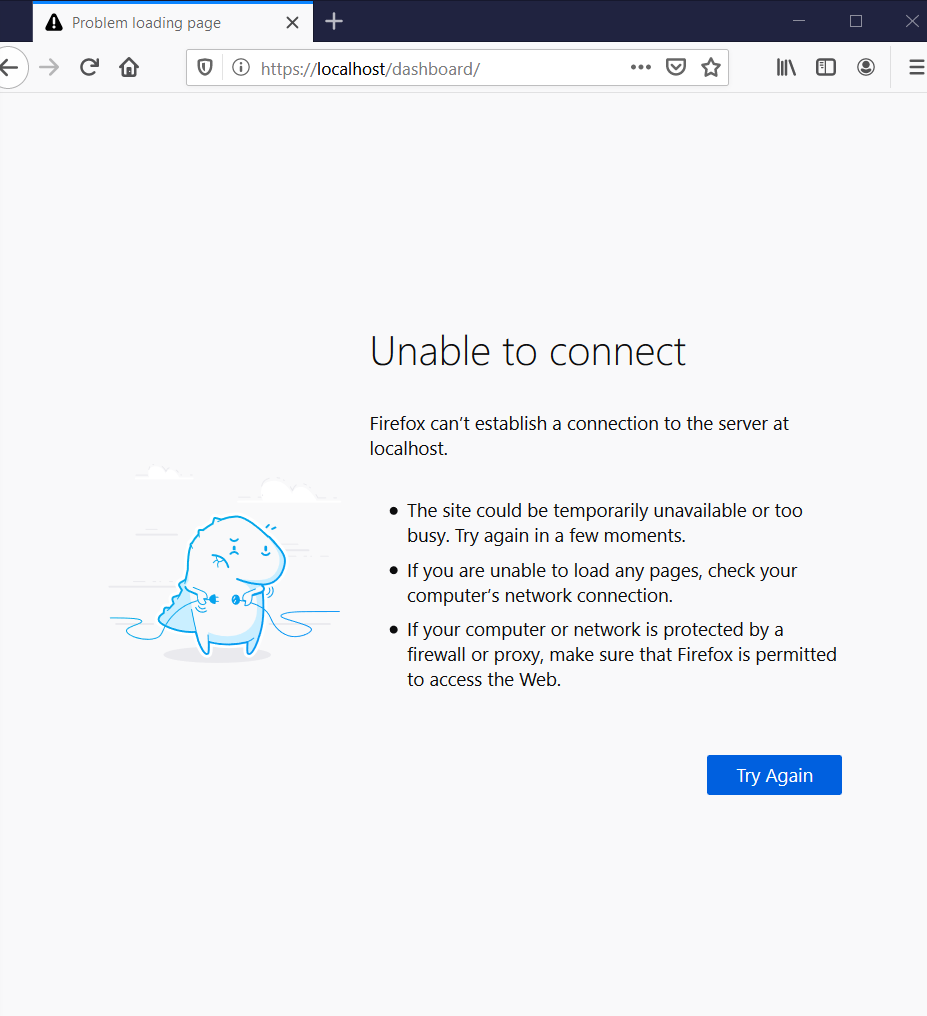 Problem loading page
https://localhost/dashboard/
Unable to connect
Firefox can’t establish a connection to the server at
localhost.
• The site could be temporarily unavailable or too
busy. Try again in a few moments.
• If you are unable to load any pages, check your
computer’s network connection.
• If your computer or network is protected by a
firewall or proxy, make sure that Firefox is permitted
to access the Web.
Try Again